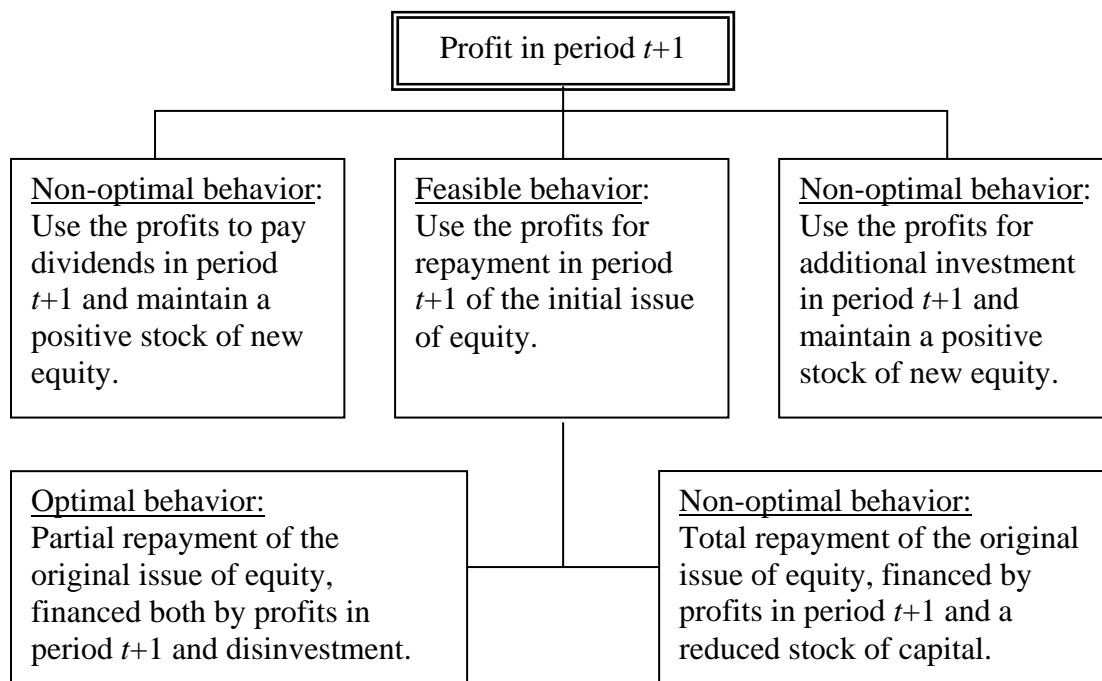 Profit in period t+1
Non-optimal behavior:
Use the profits to pay
dividends in period
t+1 and maintain a
positive stock of new
equity.
Feasible behavior:
Use the profits for
repayment in period
t+1 of the initial issue
of equity.
Non-optimal behavior:
Use the profits for
additional investment
in period t+1 and
maintain a positive
stock of new equity.
Optimal behavior:
Partial repayment of the
original issue of equity,
financed both by profits in
period t+1 and disinvestment.
Non-optimal behavior:
Total repayment of the original
issue of equity, financed by
profits in period t+1 and a
reduced stock of capital.